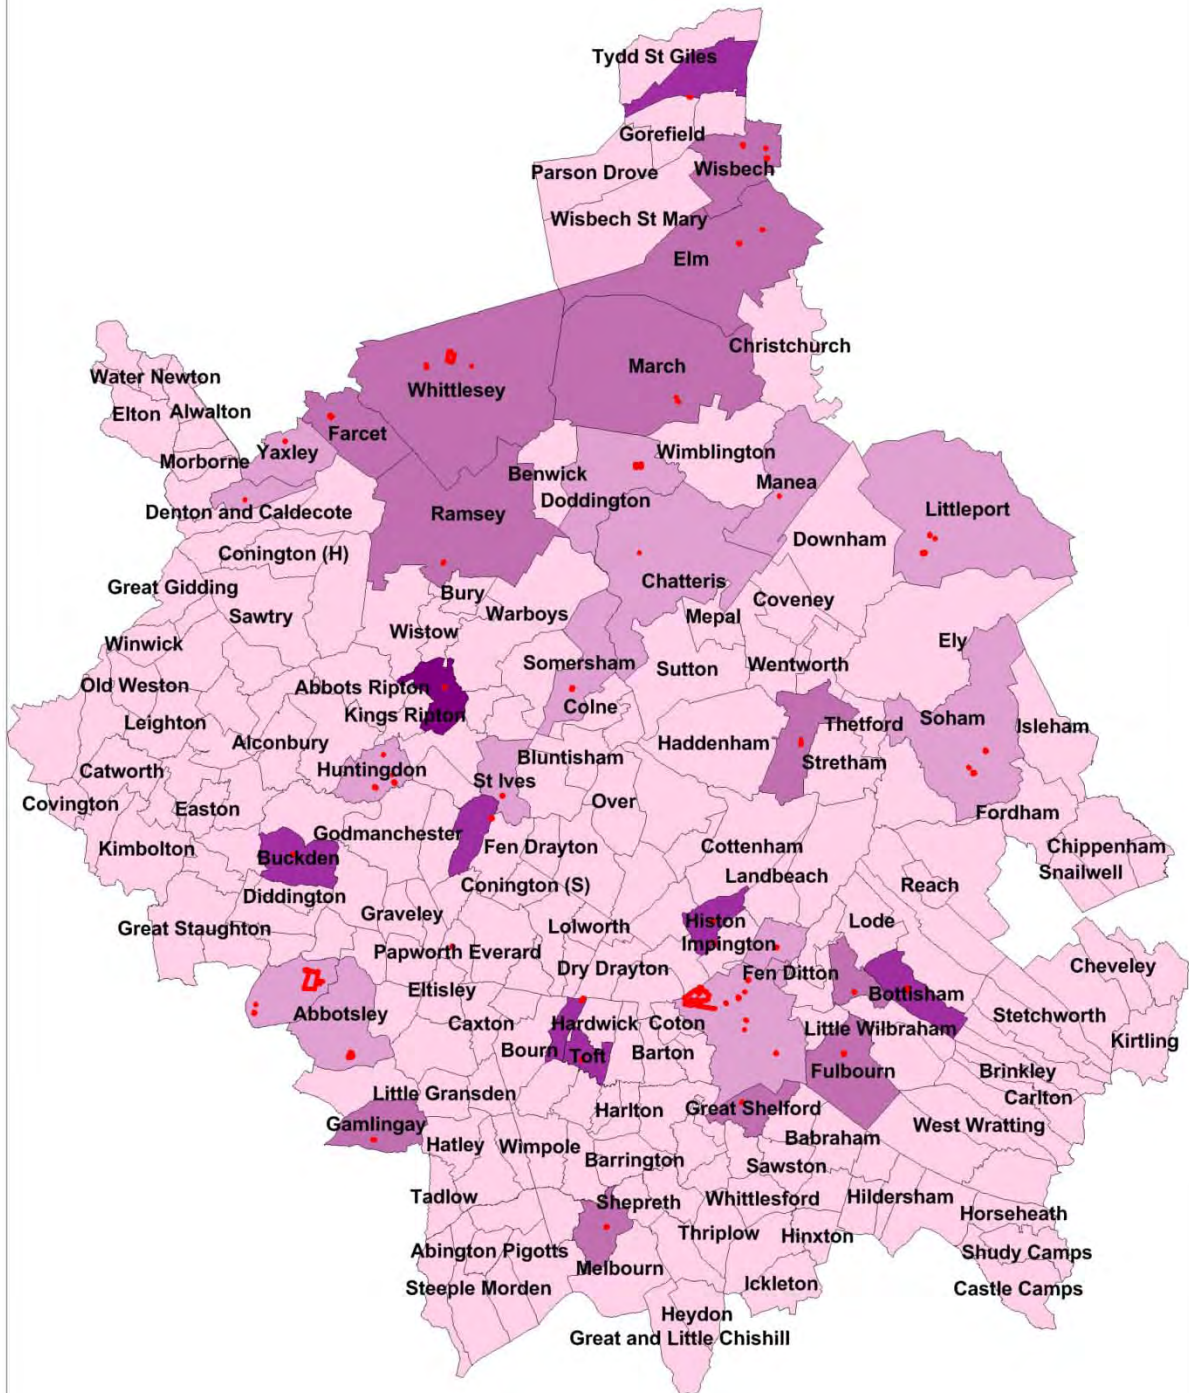 Tydd St Giles
Gorefield
Parson Drove
Wisbech
Wisbech St Mary
Elm
Christchurch
March
Water Newton
Whittlesey
Elton
Alwalton
Farcet
Yaxley
Wimblington
Morborne
Benwick
Manea
Doddington
Denton and Caldecote
Ramsey
Littleport
Downham
Conington (H)
Chatteris
Great Gidding
Bury
Coveney
Sawtry
Warboys
Mepal
Wistow
Winwick
Ely
Somersham
Sutton
Wentworth
Old Weston
Abbots Ripton
Colne
Kings Ripton
Leighton
Thetford
Soham
Isleham
Alconbury
Haddenham
Bluntisham
Stretham
Catworth
Huntingdon
St Ives
Covington
Easton
Over
Fordham
Godmanchester
Kimbolton
Fen Drayton
Cottenham
Chippenham
Buckden
Snailwell
Landbeach
Reach
Conington (S)
Diddington
Graveley
Histon
Lode
Great Staughton
Lolworth
Impington
Papworth Everard
Cheveley
Dry Drayton
Fen Ditton
Eltisley
Bottisham
Abbotsley
Stetchworth
Caxton
Hardwick
Coton
Little Wilbraham
Kirtling
Bourn
Toft
Barton
Fulbourn
Brinkley
Little Gransden
Carlton
Harlton
Great Shelford
Gamlingay
West Wratting
Hatley
Wimpole
Babraham
Barrington
Sawston
Tadlow
Shepreth
Whittlesford
Hildersham
Horseheath
Thriplow
Hinxton
Abington Pigotts
Shudy Camps
Melbourn
Ickleton
Steeple Morden
Castle Camps
Heydon
Great and Little Chishill